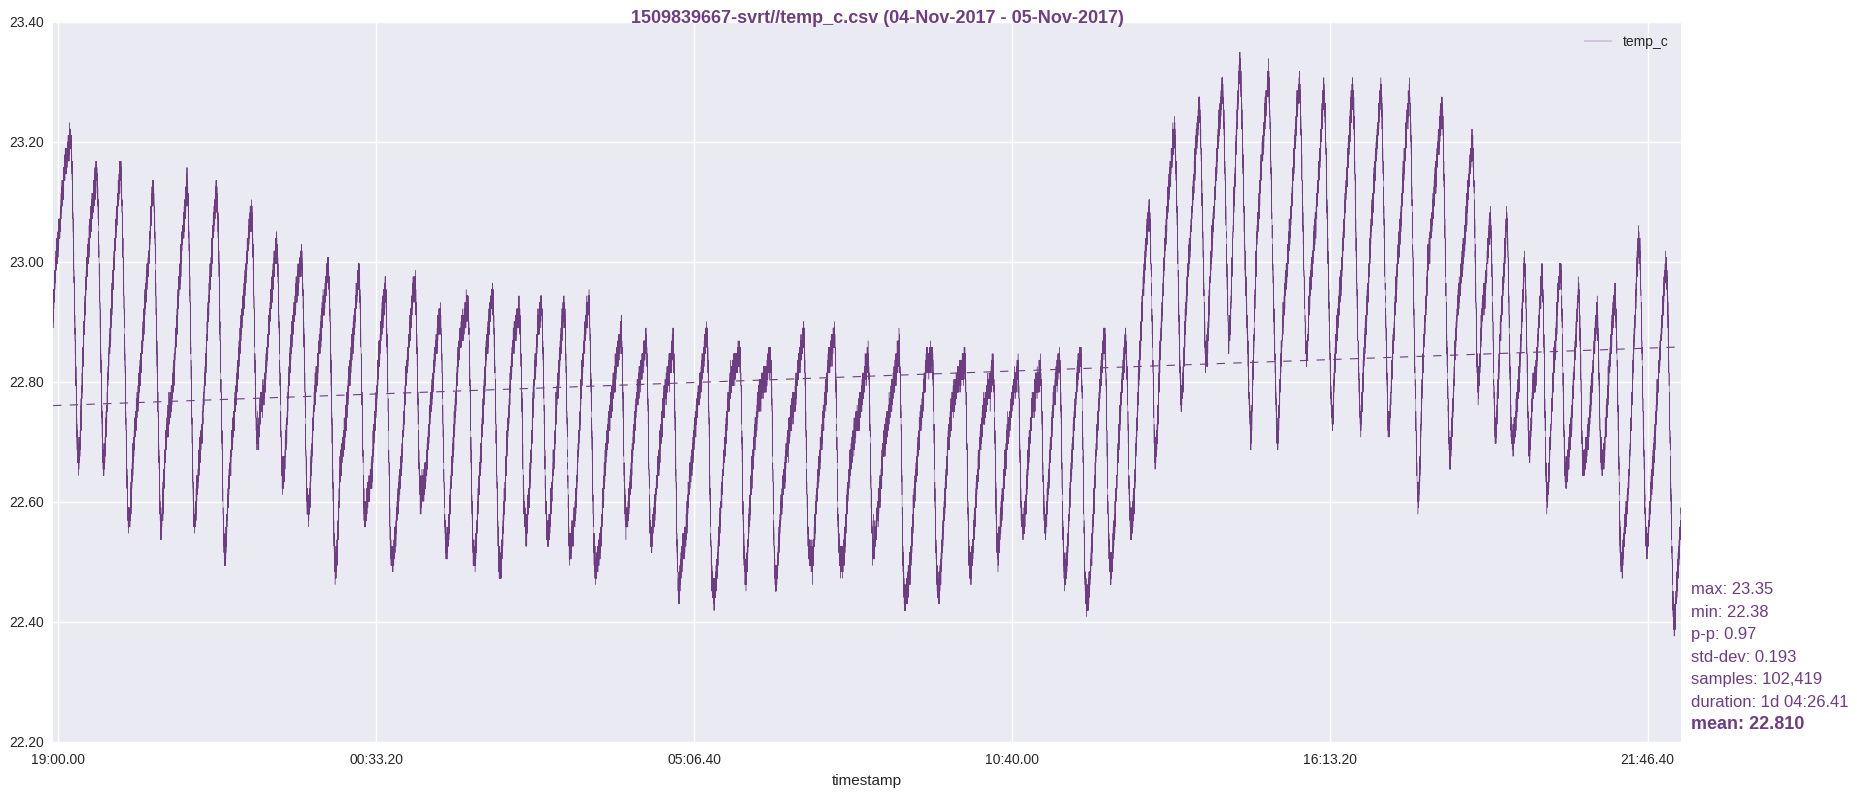 1509839667-svrt//temp_c.csv (04-Nov-2017 - 05-Nov-2017)
temp_c
23.40
23.20
23.00
22.80
22.60
22.40
22.20
max: 23.35
min: 22.38
p-p: 0.97
std-dev: 0.193
samples: 102,419
duration: 1d 04:26.41
mean: 22.810
19:00.00 00:33.20 05:06.40 10:40.00 16:13.20 21:46.40
timestamp